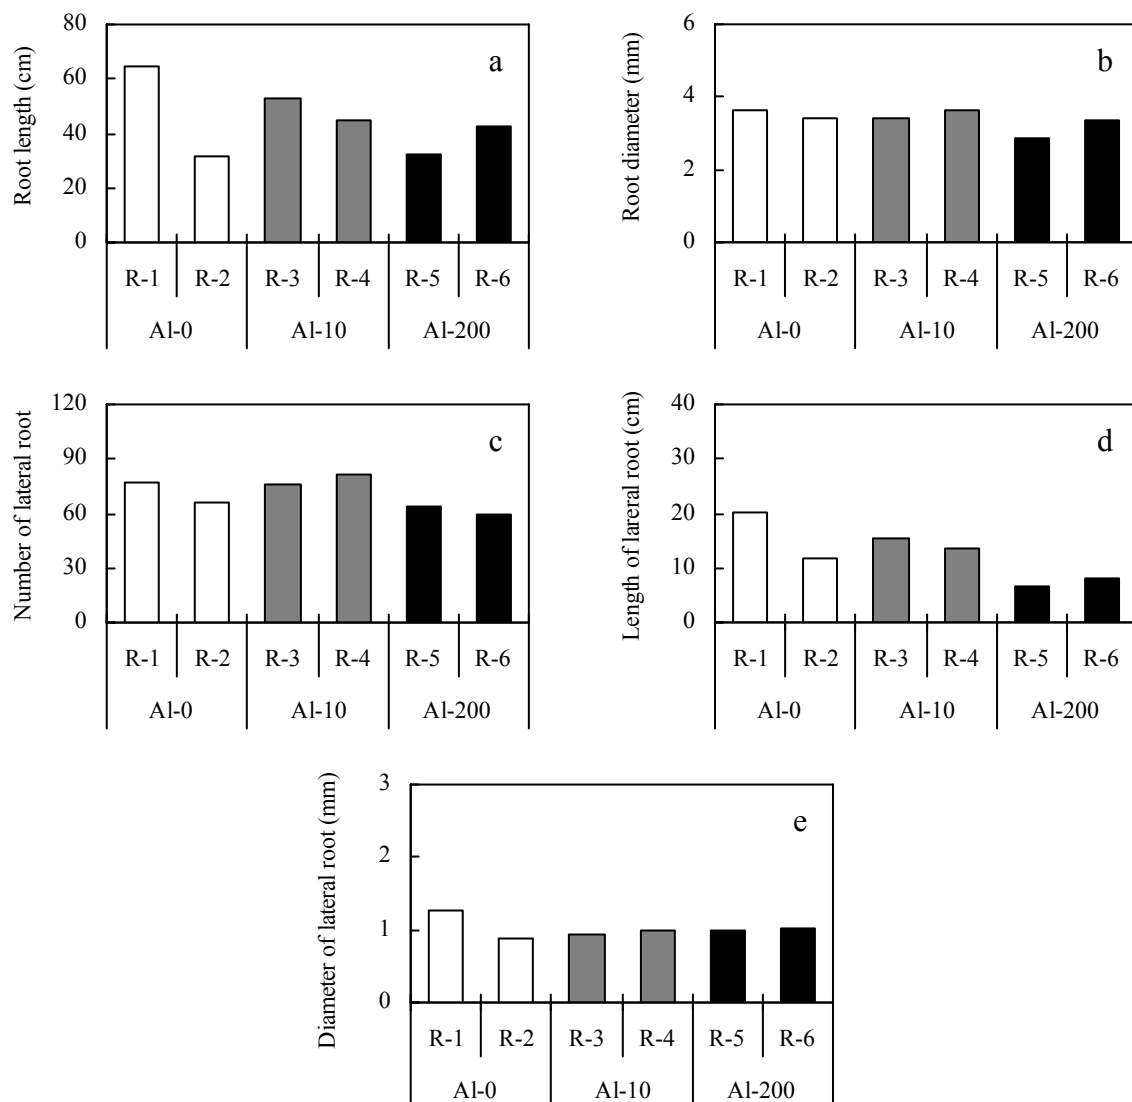 Root length (cm)
80
60
40
20
0
a
R-1 R-2 R-3 R-4 R-5 R-6
Al-0 Al-10 Al-200
Root diameter (mm)
6
4
2
0
b
R-1 R-2 R-3 R-4 R-5 R-6
Al-0 Al-10 Al-200
Number of lateral root
120
90
60
30
0
c
R-1 R-2 R-3 R-4 R-5 R-6
Al-0 Al-10 Al-200
Length of lareral root (cm)
40
30
20
10
0
d
R-1 R-2 R-3 R-4 R-5 R-6
Al-0 Al-10 Al-200
Diameter of lateral root (mm)
3
2
1
0
e
R-1 R-2 R-3 R-4 R-5 R-6
Al-0 Al-10 Al-200